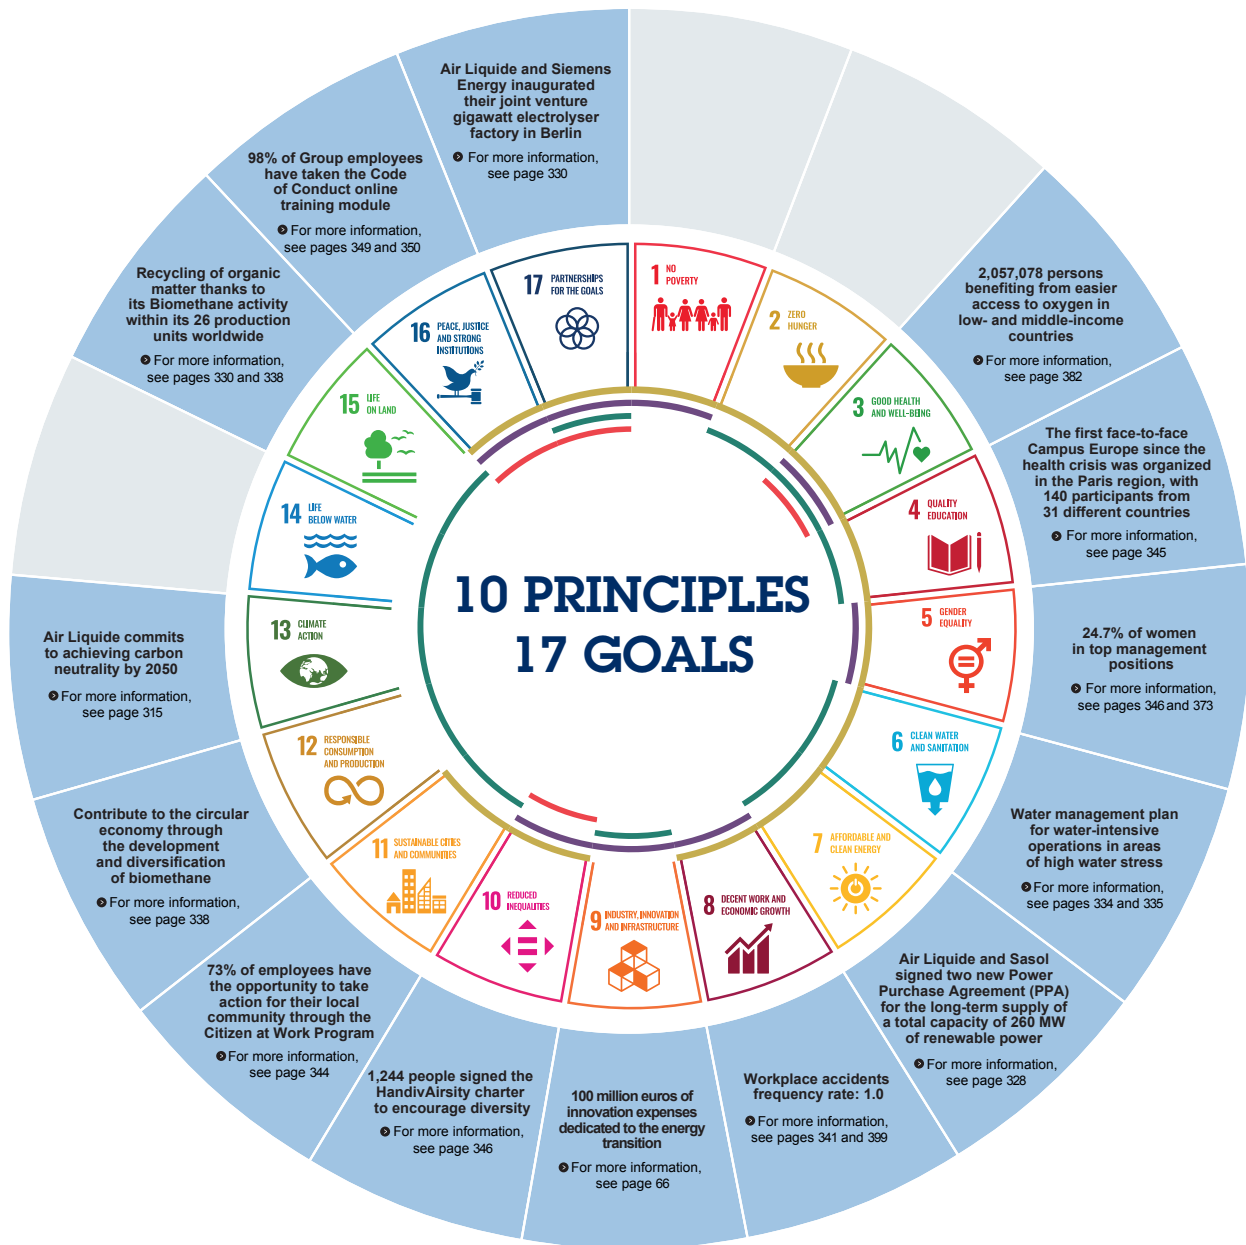 10 PRINCIPLES
17 GOALS
1 NO
POVERTY
2 ZERO
HUNGER
3 GOOD HEALTH
AND WELL-BEING
4 QUALITY
EDUCATION
5 GENDER
EQUALITY
6 CLEAN WATER
AND SANITATION
7 AFFORDABLE AND
CLEAN ENERGY
8 DECENT WORK AND
ECONOMIC GROWTH
9 INDUSTRY, INNOVATION
AND INFRASTRUCTURE
10 REDUCED
INEQUALITIES
11 SUSTAINABLE CITIES
AND COMMUNITIES
12 RESPONSIBLE
CONSUMPTION
AND PRODUCTION
13 CLIMATE
ACTION
14 LIFE
BELOW WATER
15 LIFE
ON LAND
16 PEACE, JUSTICE
AND STRONG
INSTITUTIONS
17 PARTNERSHIPS
FOR THE GOALS
2,057,078 persons
benefiting from easier
access to oxygen in
low- and middle-income
countries
For more information,
see page 382
The first face-to-face
Campus Europe since the
health crisis was organized
in the Paris region, with
140 participants from
31 different countries
For more information,
see page 345
24.7% of women
in top management
positions
For more information,
see pages 346 and 373
Water management plan
for water-intensive
operations in areas
of high water stress
For more information,
see pages 334 and 335
Air Liquide and Sasol
signed two new Power
Purchase Agreement (PPA)
for the long-term supply of
a total capacity of 260 MW
of renewable power
For more information,
see page 328
Workplace accidents
frequency rate: 1.0
For more information,
see pages 341 and 399
100 million euros of
innovation expenses
dedicated to the energy
transition
For more information,
see page 66
1,244 people signed the
HandivAirsity charter
to encourage diversity
For more information,
see page 346
73% of employees have
the opportunity to take
action for their local
community through the
Citizen at Work Program
For more information,
see page 344
Contribute to the circular
economy through
the development
and diversification
of biomethane
For more information,
see page 338
Air Liquide commits
to achieving carbon
neutrality by 2050
For more information,
see page 315
Recycling of organic
matter thanks to
its Biomethane activity
within its 26 production
units worldwide
For more information,
see pages 330 and 338
98% of Group employees
have taken the Code
of Conduct online
training module
For more information,
see pages 349 and 350
Air Liquide and Siemens
Energy inaugurated
their joint venture
gigawatt electrolyser
factory in Berlin
For more information,
see page 330